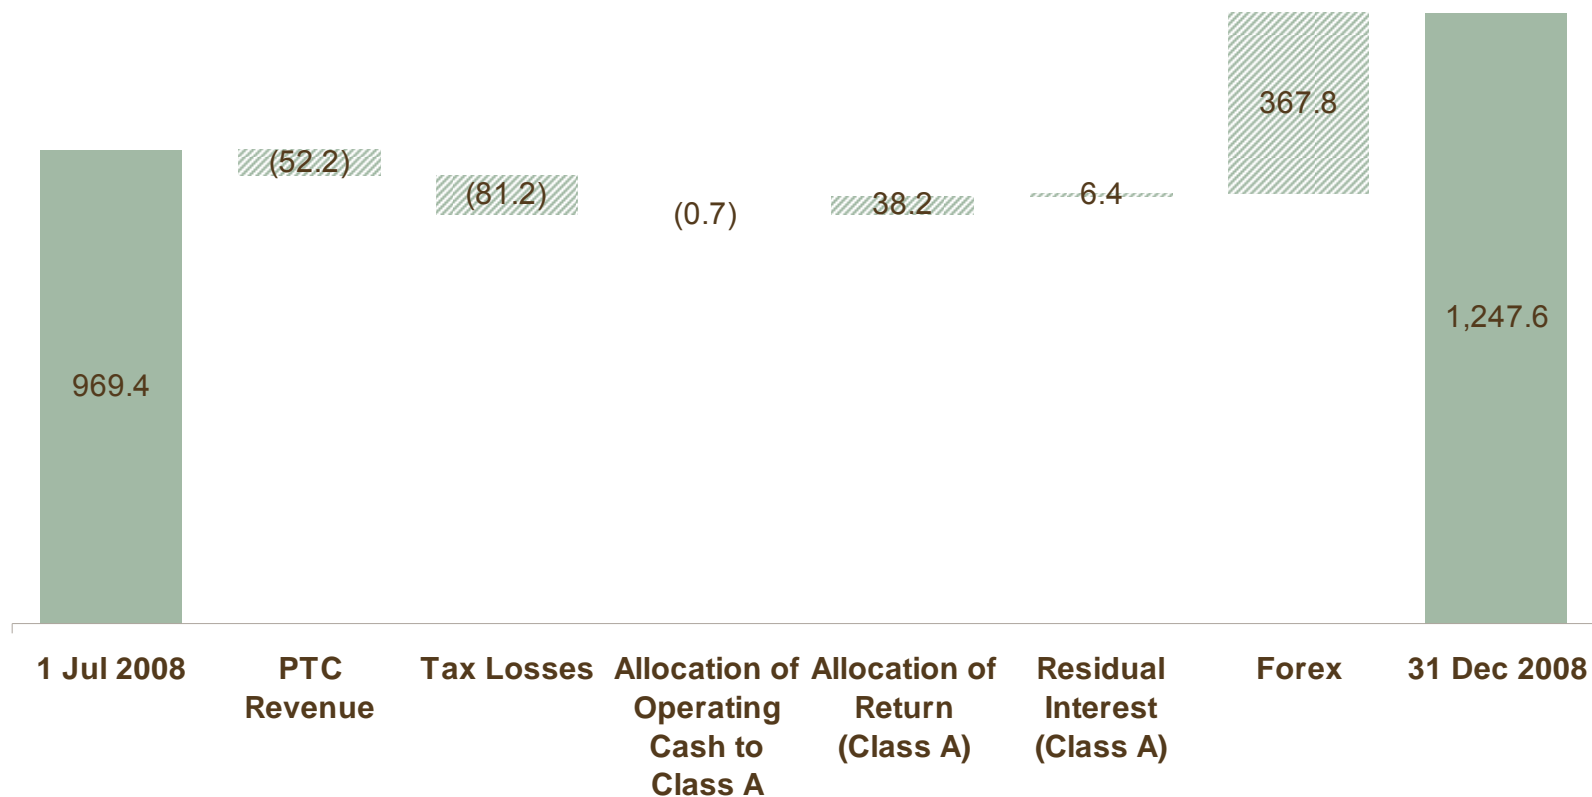 367.8
(52.2)
(81.2)
(0.7)
38.2
6.4
1,247.6
969.4
1 Jul 2008
PTC
Revenue
Tax Losses
Allocation of
Operating
Cash to
Class A
Allocation of
Return
(Class A)
Residual
Interest
(Class A)
Forex
31 Dec 2008